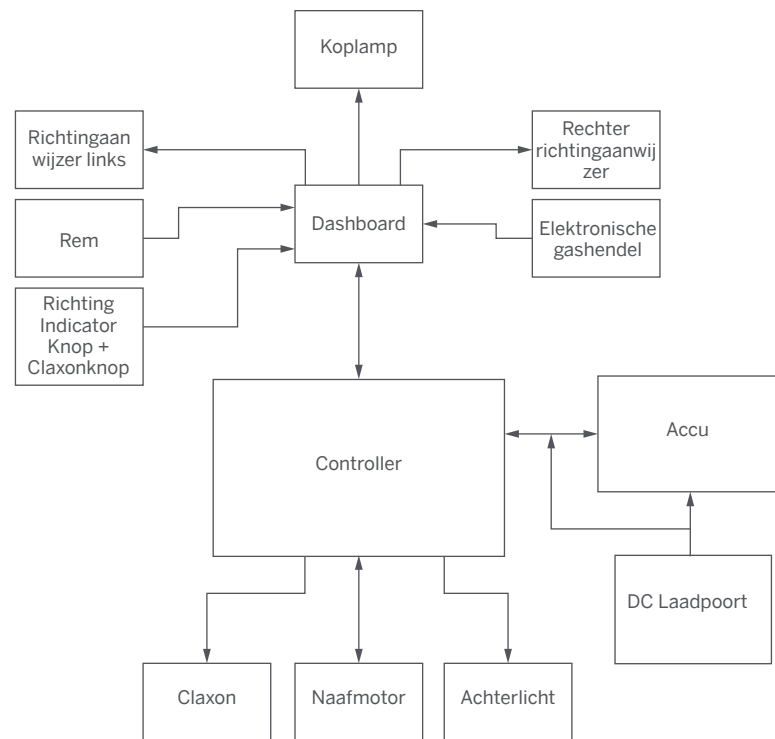 Koplamp
Richtingaan
wijzer links
Rechter
richtingaanwij
zer
Rem
Dashboard
Elektronische
gashendel
Richting
Indicator
Knop +
Claxonknop
Controller
Accu
DC Laadpoort
Claxon
Naafmotor
Achterlicht